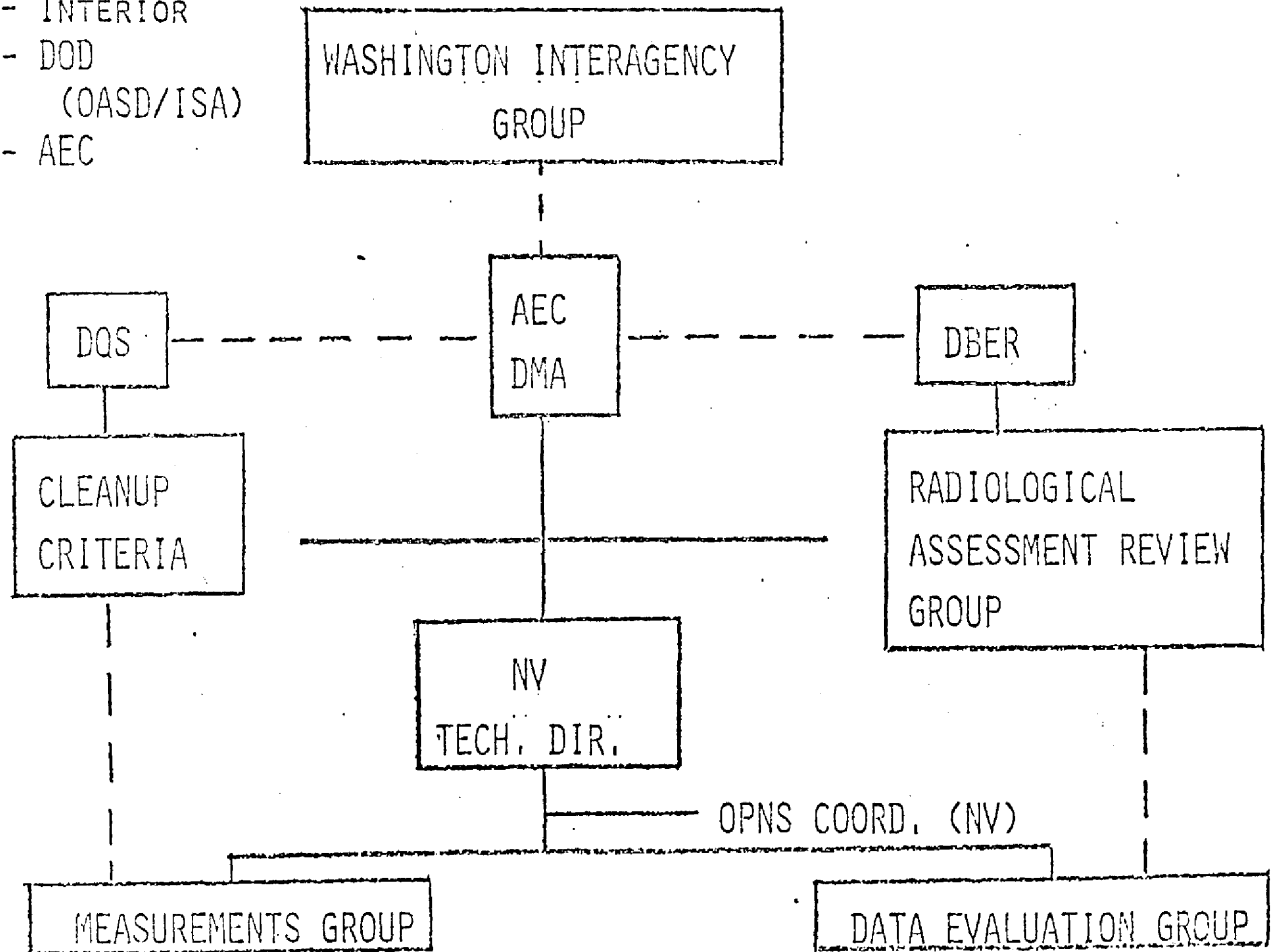 - INTERIOR
- DOD
(OASD/ISA)
- AEC
WASHINGTON INTERAGENCY
GROUP
DOS
AEC
DMA
DBER
CLEANUP
CRITERIA
RADIOLOGICAL
ASSESSMENT REVIEW
GROUP
NV
TECH. DIR.
OPNS COORD. (NV)
MEASUREMENTS GROUP
DATA EVALUATION GROUP